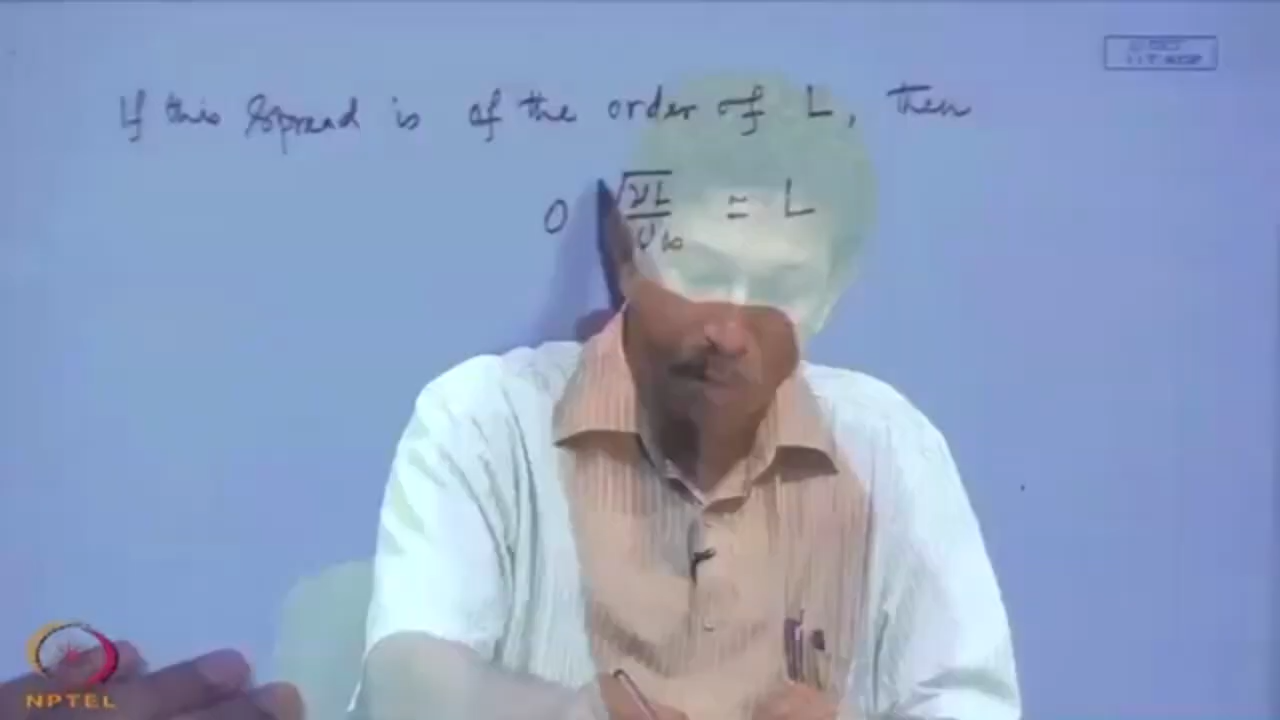 If this spread is of the order of L, then
O √(νL/U∞) = L
NPTEL